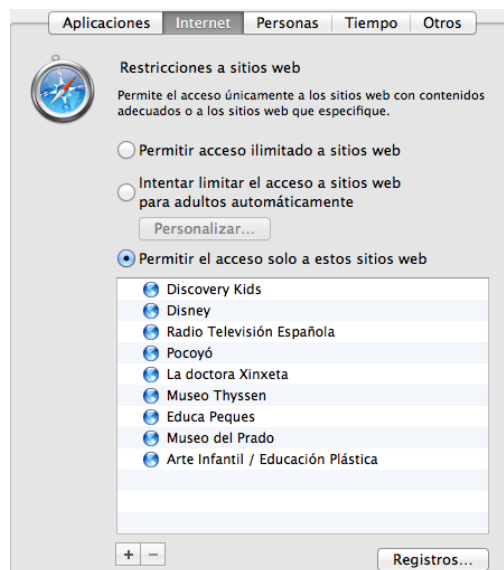 Aplicaciones Internet Personas Tiempo Otros
Restricciones a sitios web
Permite el acceso únicamente a los sitios web con contenidos
adecuados o a los sitios web que especifique.
Permitir acceso ilimitado a sitios web
Intentar limitar el acceso a sitios web
para adultos automáticamente
Personalizar...
Permitir el acceso solo a estos sitios web
Discovery Kids
Disney
Radio Televisión Española
Pocoyó
La doctora Xinxeta
Museo Thyssen
Educa Peques
Museo del Prado
Arte Infantil / Educación Plástica
+ −
Registros...